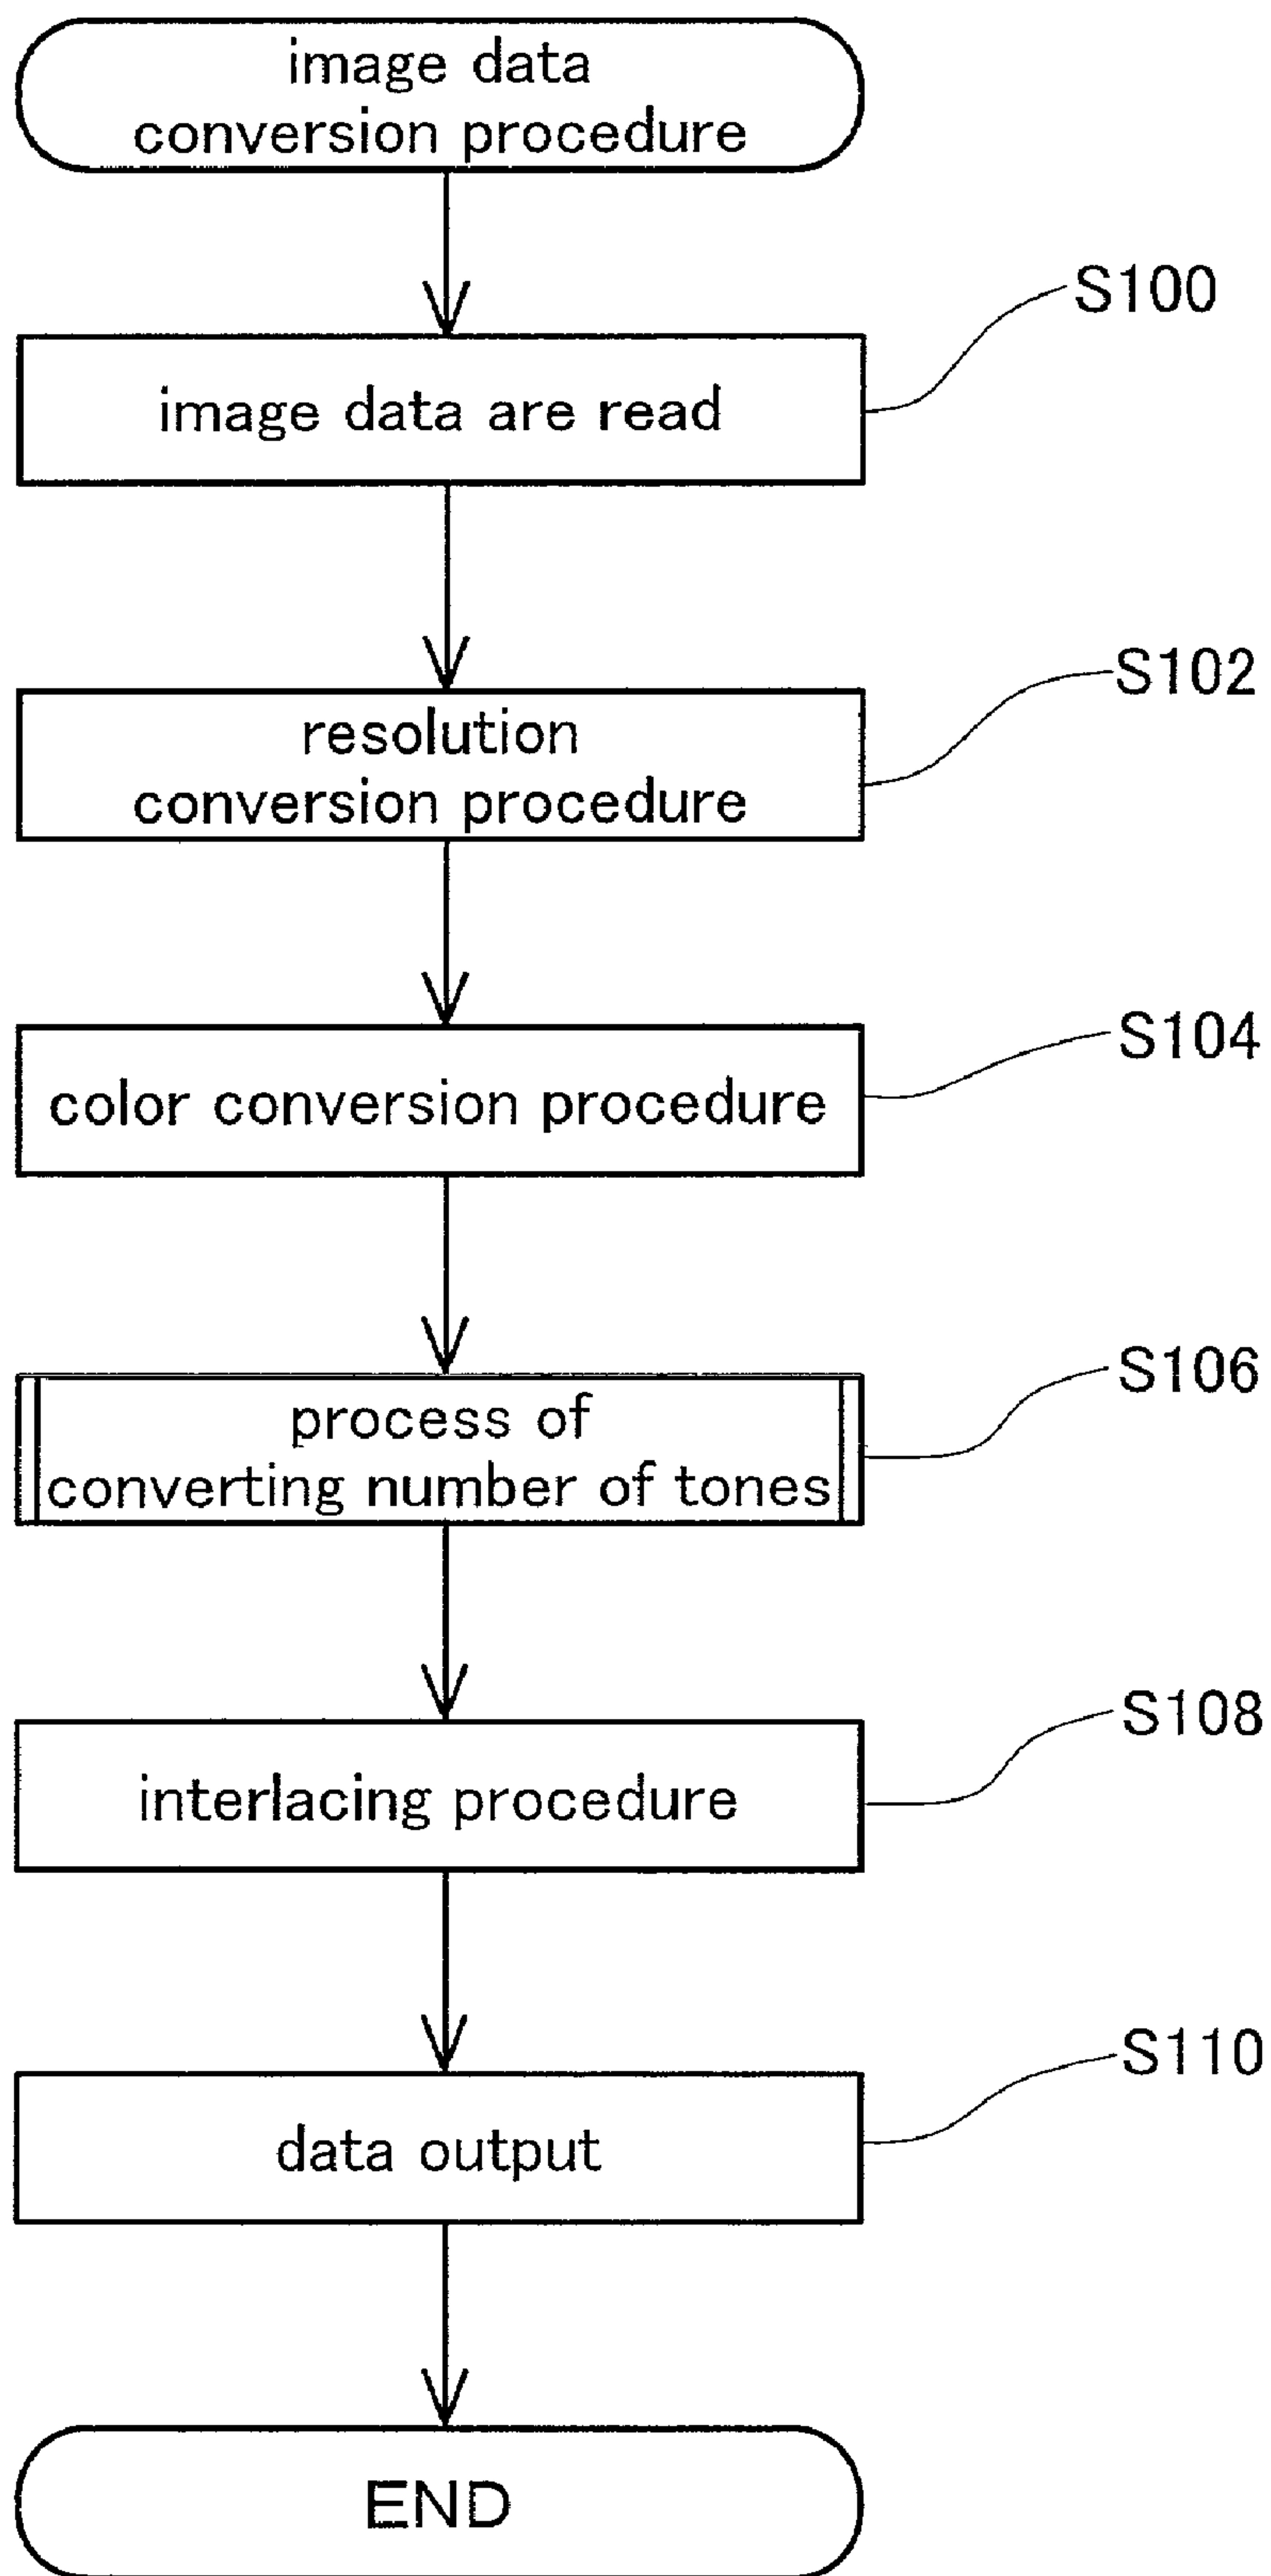 image data
conversion procedure
S100
image data are read
S102
resolution
conversion procedure
S104
color conversion procedure
S106
process of
converting number of tones
S108
interlacing procedure
S110
data output
END